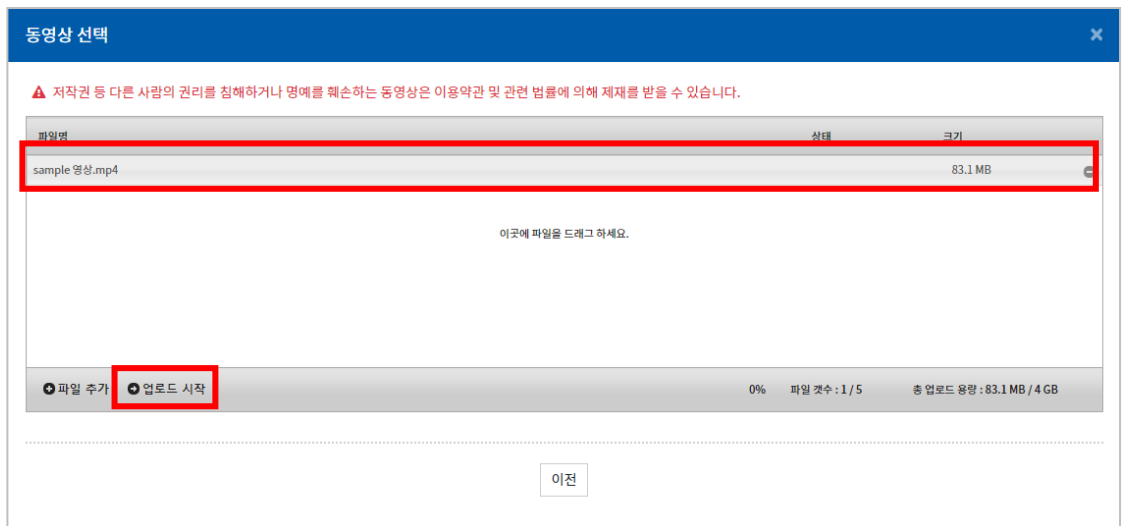 동영상 선택
저작권 등 다른 사람의 권리를 침해하거나 명예를 훼손하는 동영상은 이용약관 및 관련 법률에 의해 제재를 받을 수 있습니다.
파일명 상태 크기
sample 영상.mp4 83.1 MB
이곳에 파일을 드래그 하세요.
파일 추가 업로드 시작 0% 파일 갯수 : 1 / 5 총 업로드 용량 : 83.1 MB / 4 GB
이전